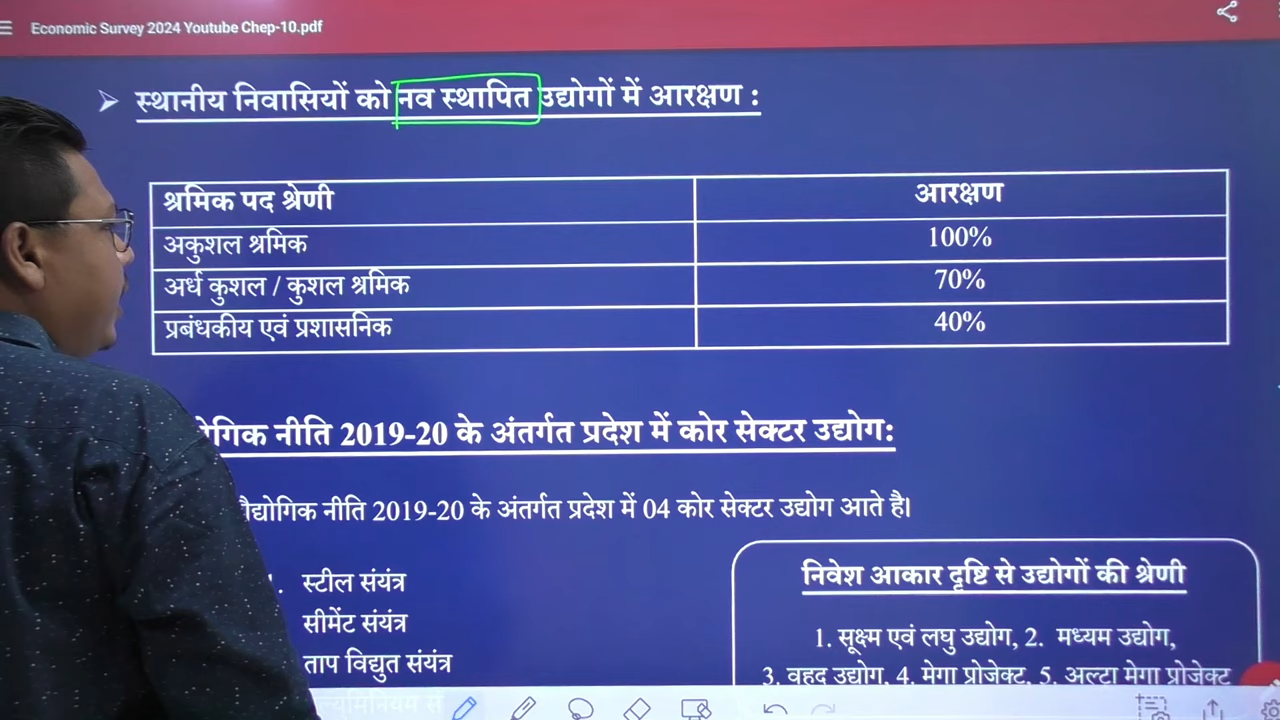 Economic Survey 2024 Youtube Chep-10.pdf
➢ स्थानीय निवासियों को नव स्थापित उद्योगों में आरक्षण :
श्रमिक पद श्रेणी आरक्षण
अकुशल श्रमिक 100%
अर्ध कुशल / कुशल श्रमिक 70%
प्रबंधकीय एवं प्रशासनिक 40%
नीति 2019-20 के अंतर्गत प्रदेश में कोर सेक्टर उद्योग:
नीति 2019-20 के अंतर्गत प्रदेश में 04 कोर सेक्टर उद्योग आते है।
स्टील संयंत्र
सीमेंट संयंत्र
ताप विद्युत संयंत्र
निवेश आकार दृष्टि से उद्योगों की श्रेणी
1. सूक्ष्म एवं लघु उद्योग, 2. मध्यम उद्योग,
3. वृहद उद्योग, 4. मेगा प्रोजेक्ट, 5. अल्टा मेगा प्रोजेक्ट